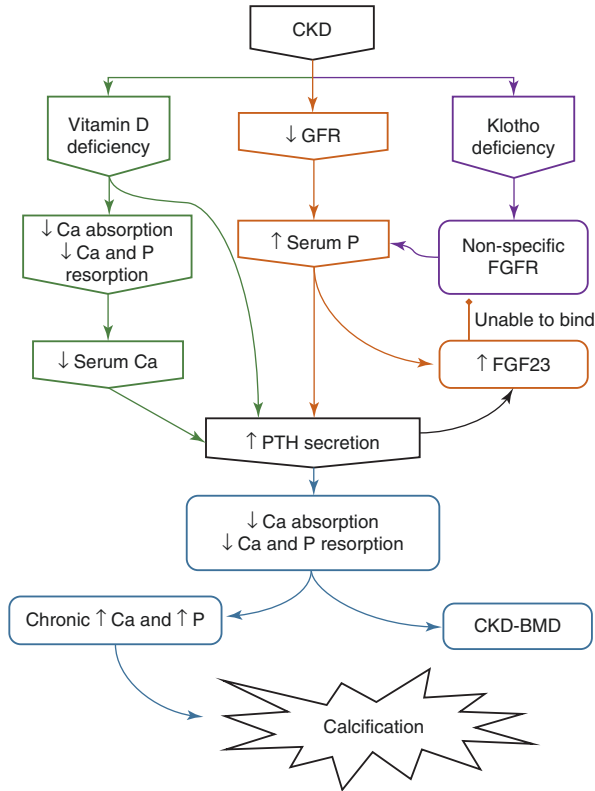 CKD
Vitamin D
deficiency
↓ GFR
Klotho
deficiency
↓ Ca absorption
↓ Ca and P
resorption
↑ Serum P
Non-specific
FGFR
Unable to bind
↓ Serum Ca
↑ FGF23
↑ PTH secretion
↓ Ca absorption
↓ Ca and P resorption
Chronic ↑ Ca and ↑ P
CKD-BMD
Calcification